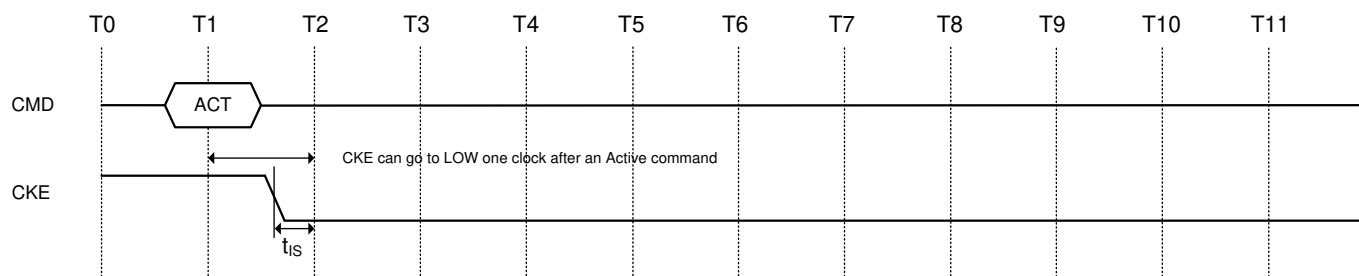 T0 T1 T2 T3 T4 T5 T6 T7 T8 T9 T10 T11
CMD ACT
CKE can go to LOW one clock after an Active command
CKE
tIS